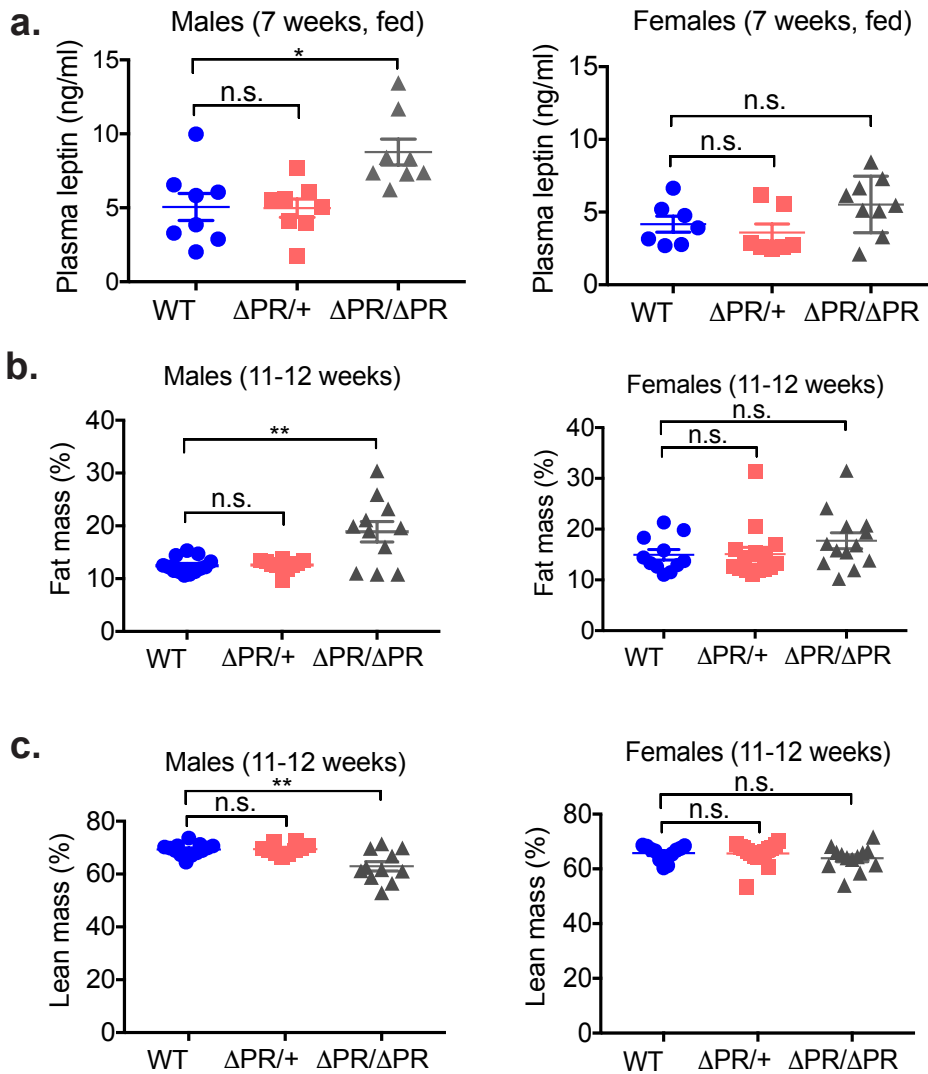 a.
Males (7 weeks, fed)
Plasma leptin (ng/ml)
15
10
5
0
*
n.s.
WT
ΔPR/+
ΔPR/ΔPR
Females (7 weeks, fed)
Plasma leptin (ng/ml)
15
10
5
0
n.s.
n.s.
WT
ΔPR/+
ΔPR/ΔPR
b.
Males (11-12 weeks)
Fat mass (%)
40
30
20
10
0
**
n.s.
WT
ΔPR/+
ΔPR/ΔPR
Females (11-12 weeks)
Fat mass (%)
40
30
20
10
0
n.s.
n.s.
WT
ΔPR/+
ΔPR/ΔPR
c.
Males (11-12 weeks)
Lean mass (%)
80
60
40
20
0
**
n.s.
WT
ΔPR/+
ΔPR/ΔPR
Females (11-12 weeks)
Lean mass (%)
80
60
40
20
0
n.s.
n.s.
WT
ΔPR/+
ΔPR/ΔPR